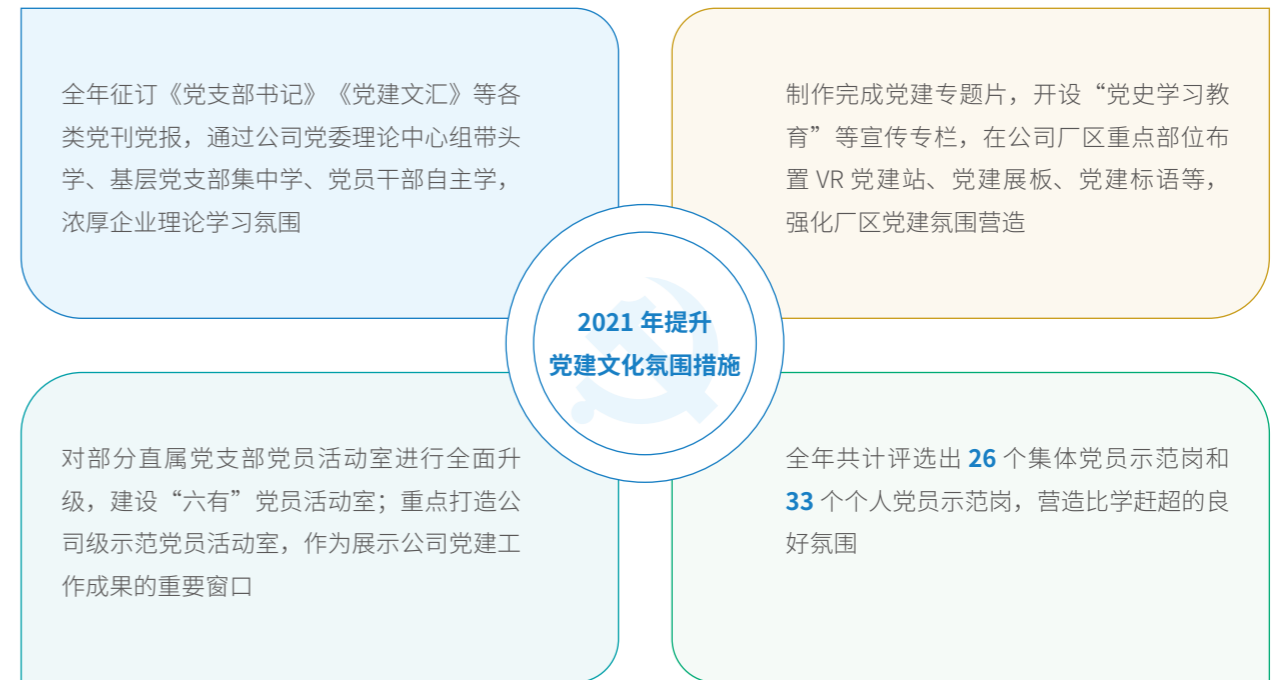 全年征订《党支部书记》《党建文汇》等各
类党刊党报，通过公司党委理论中心组带头
学、基层党支部集中学、党员干部自主学，
浓厚企业理论学习氛围
制作完成党建专题片，开设“党史学习教
育”等宣传专栏，在公司厂区重点部位布
置 VR 党建站、党建展板、党建标语等，
强化厂区党建氛围营造
2021 年提升
党建文化氛围措施
对部分直属党支部党员活动室进行全面升
级，建设“六有”党员活动室；重点打造公
司级示范党员活动室，作为展示公司党建工
作成果的重要窗口
全年共计评选出 26 个集体党员示范岗和
33 个个人党员示范岗，营造比学赶超的良
好氛围